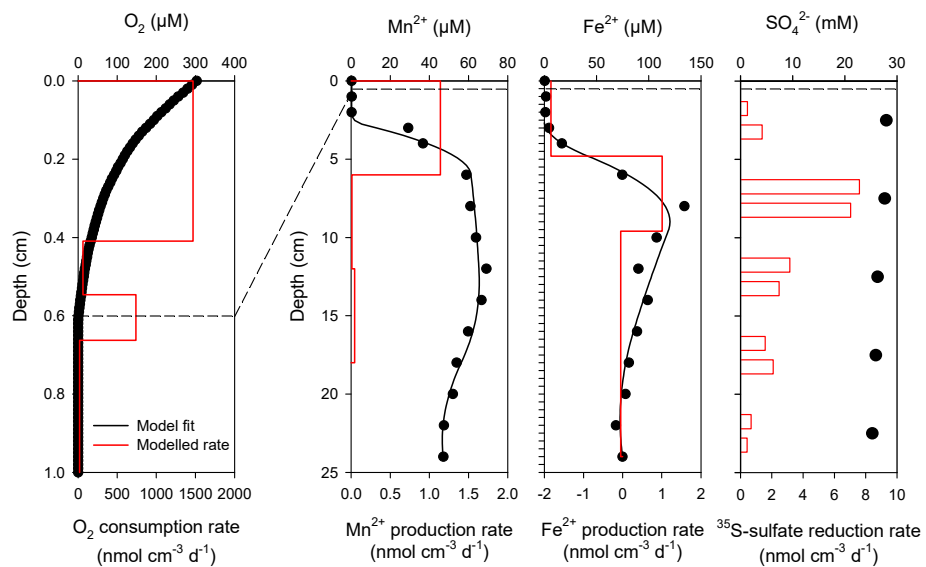 O₂ (µM)
0 100 200 300 400
0.0
0.2
0.4
0.6
0.8
1.0
Depth (cm)
Model fit
Modelled rate
0 500 1000 1500 2000
O₂ consumption rate
(nmol cm⁻³ d⁻¹)
Mn²⁺ (µM)
0 20 40 60 80
0
5
10
15
20
25
Depth (cm)
0.0 0.5 1.0 1.5 2.0
Mn²⁺ production rate
(nmol cm⁻³ d⁻¹)
Fe²⁺ (µM)
0 50 100 150
-2 -1 0 1 2
Fe²⁺ production rate
(nmol cm⁻³ d⁻¹)
SO₄²⁻ (mM)
0 10 20 30
0 2 4 6 8 10
³⁵S-sulfate reduction rate
(nmol cm⁻³ d⁻¹)